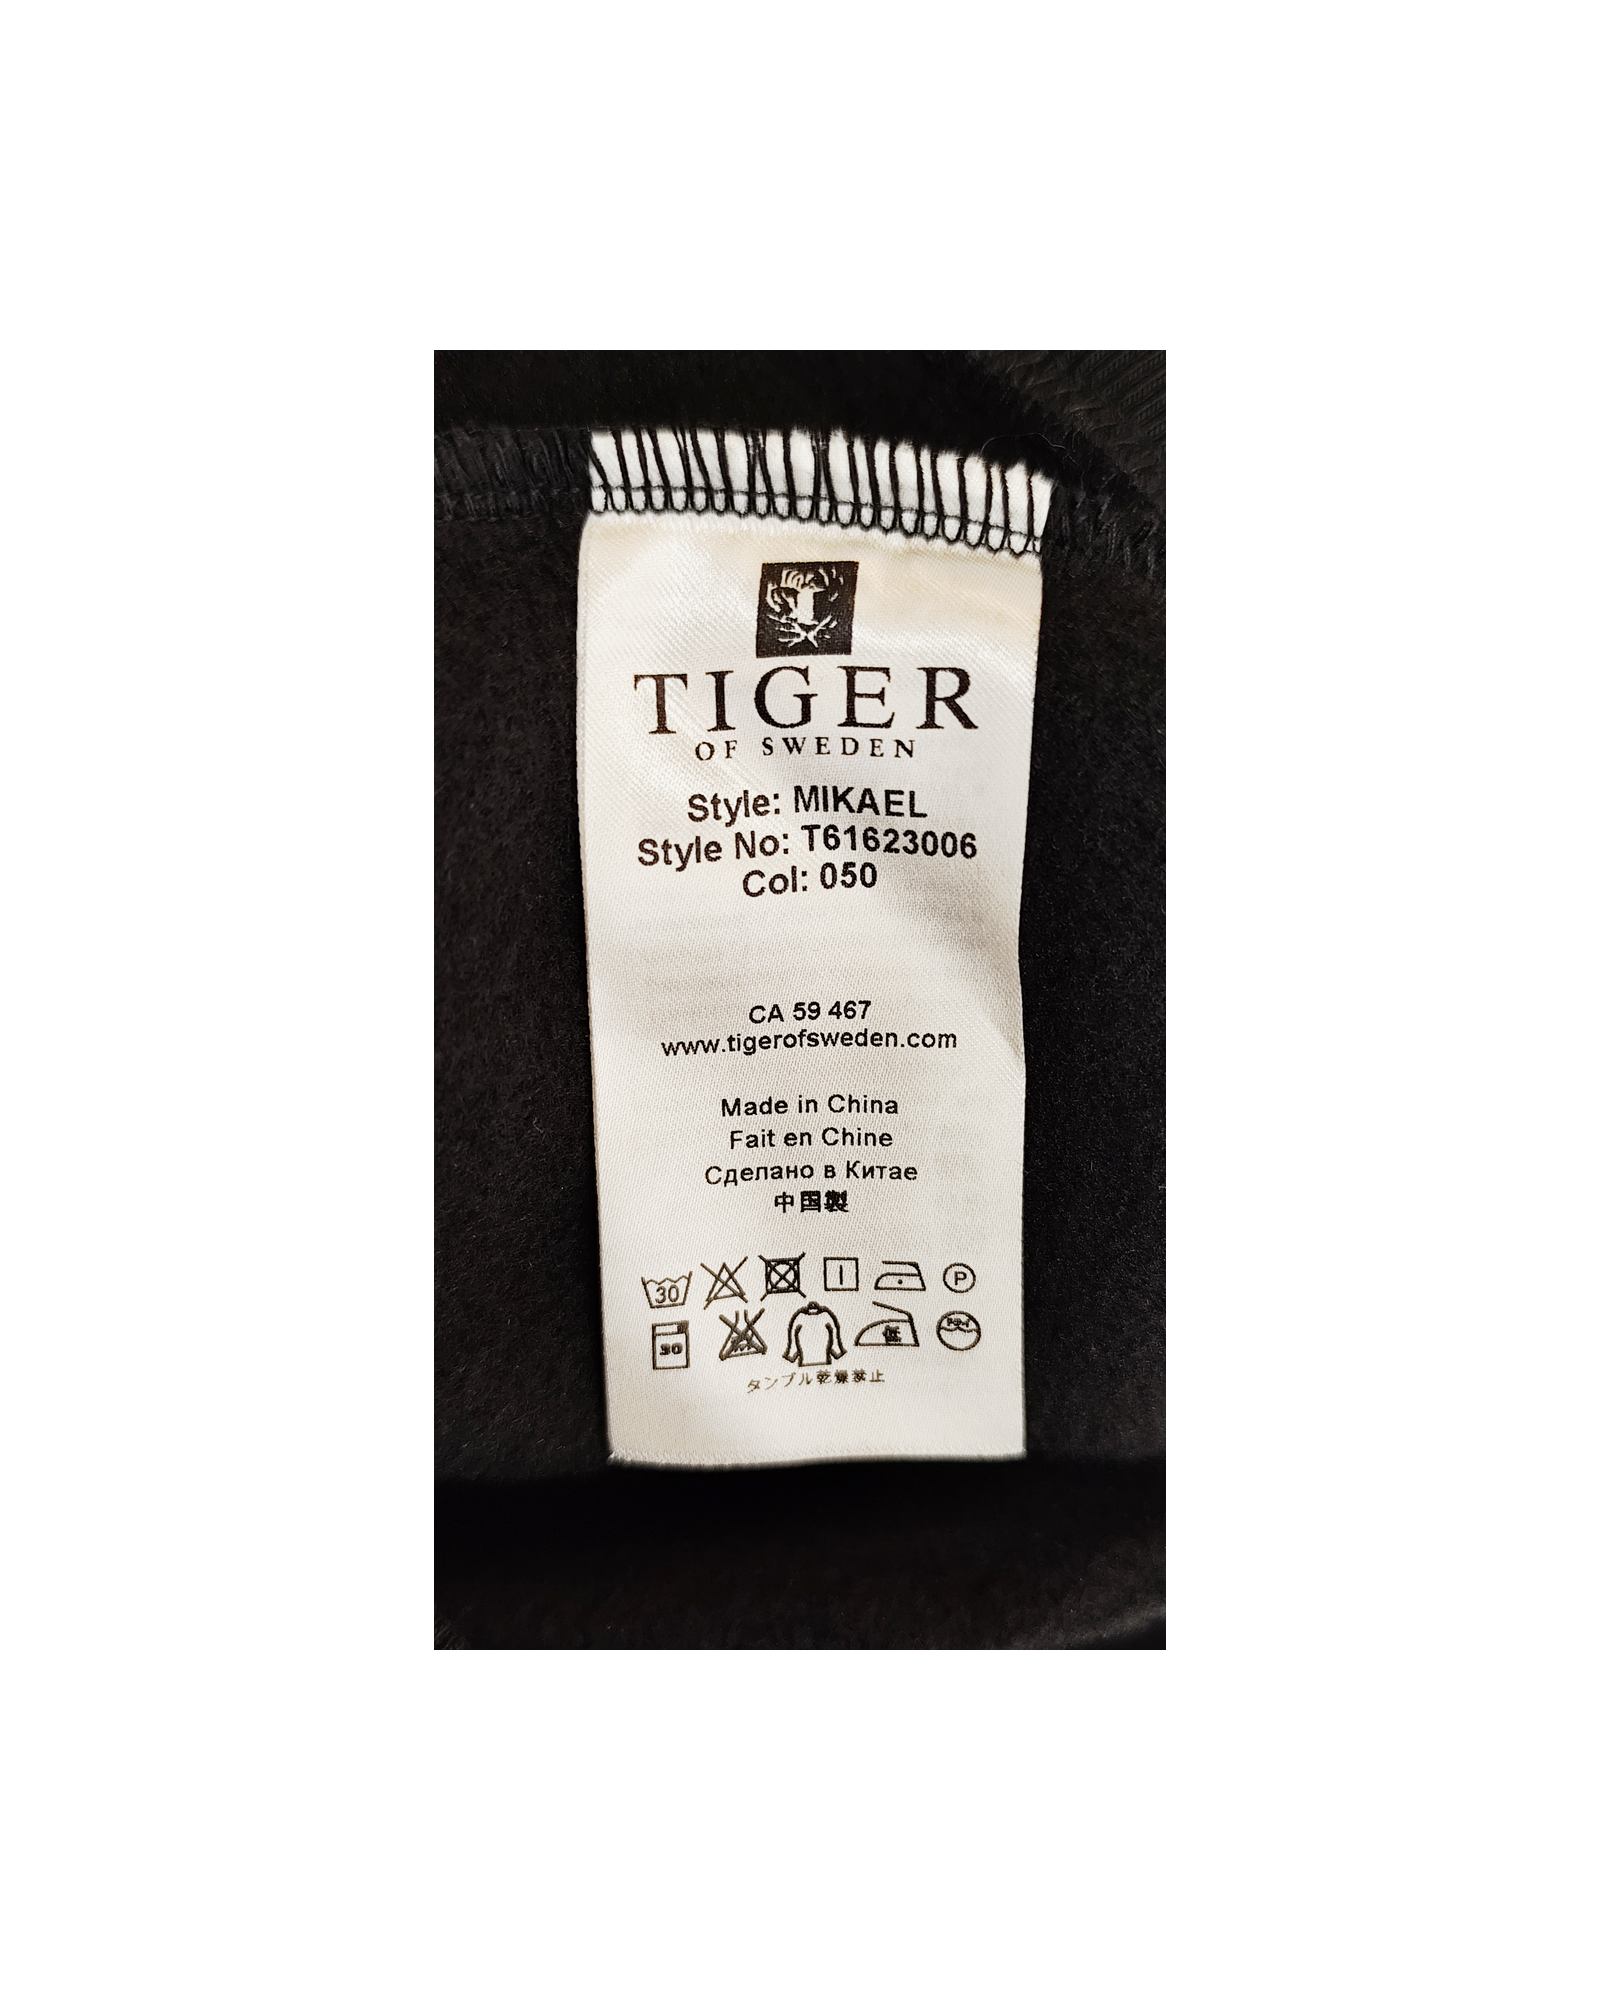 TIGER
OF SWEDEN
Style: MIKAEL
Style No: T61623006
Col: 050
CA 59 467
www.tigerofsweden.com
Made in China
Fait en Chine
Сделано в Китае
中国製
30
P
30
低
タンブル乾燥禁止